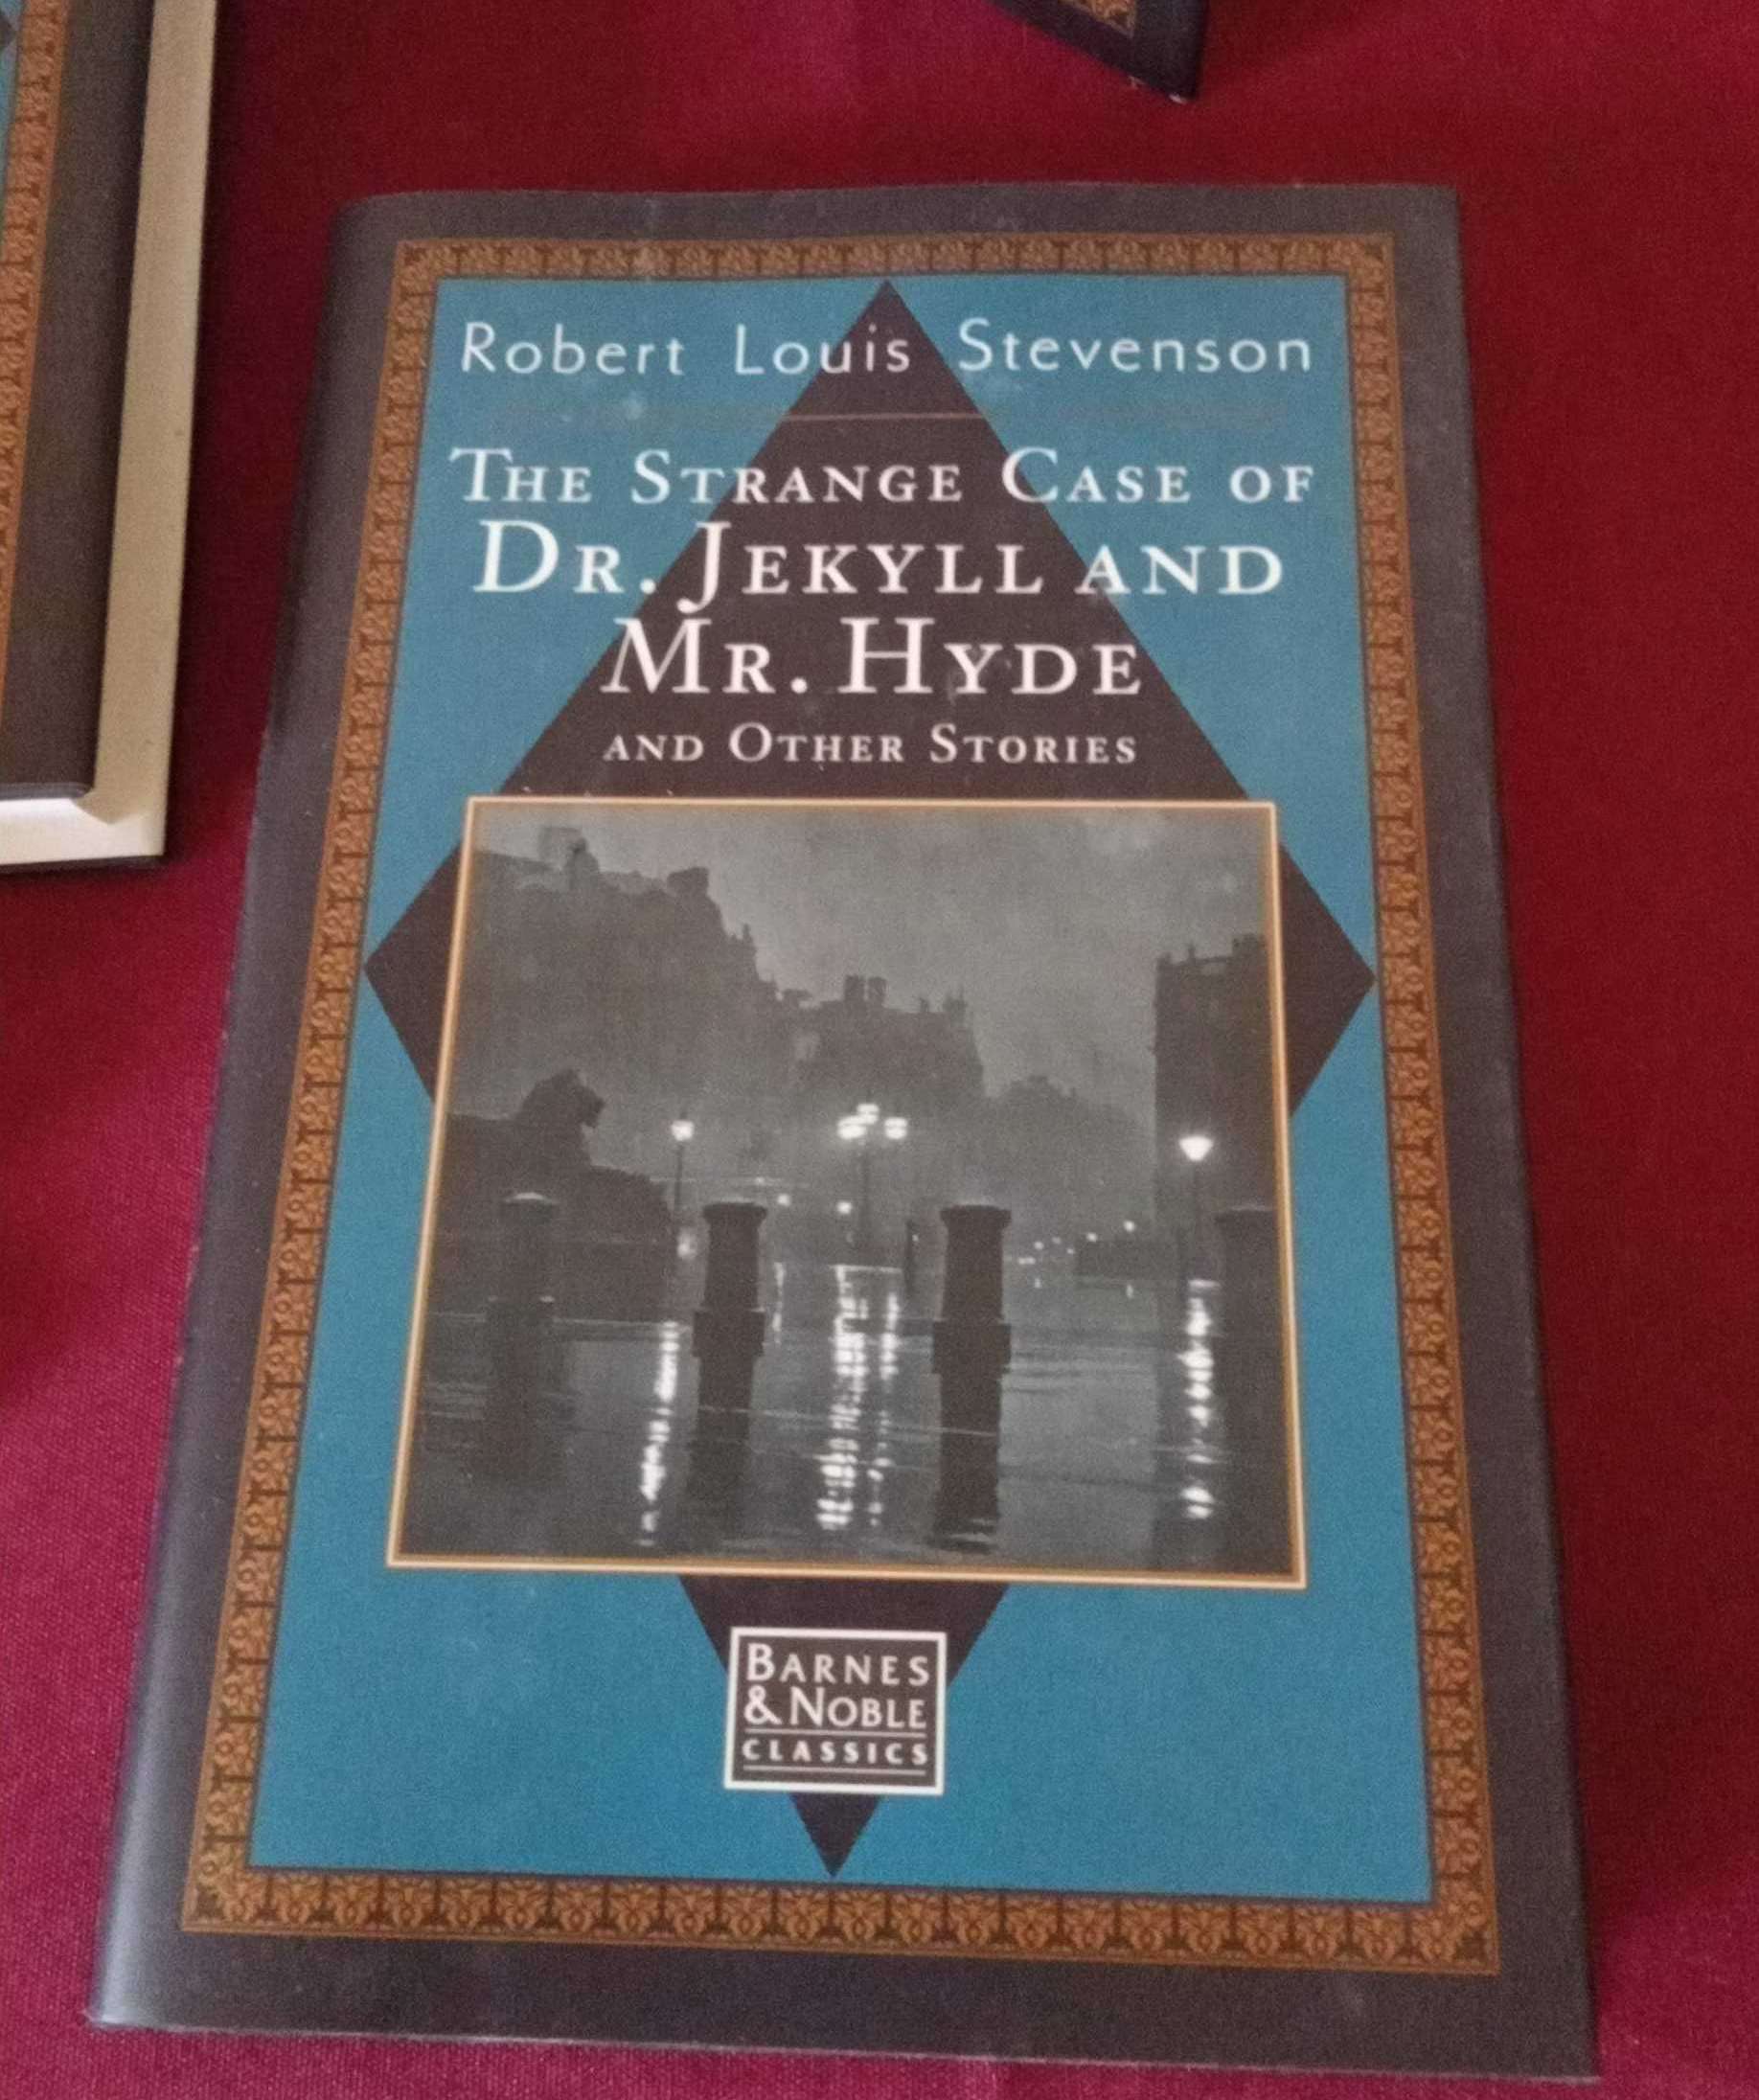 Robert Louis Stevenson
THE STRANGE CASE OF
DR. JEKYLL AND
MR. HYDE
AND OTHER STORIES
BARNES
& NOBLE
CLASSICS